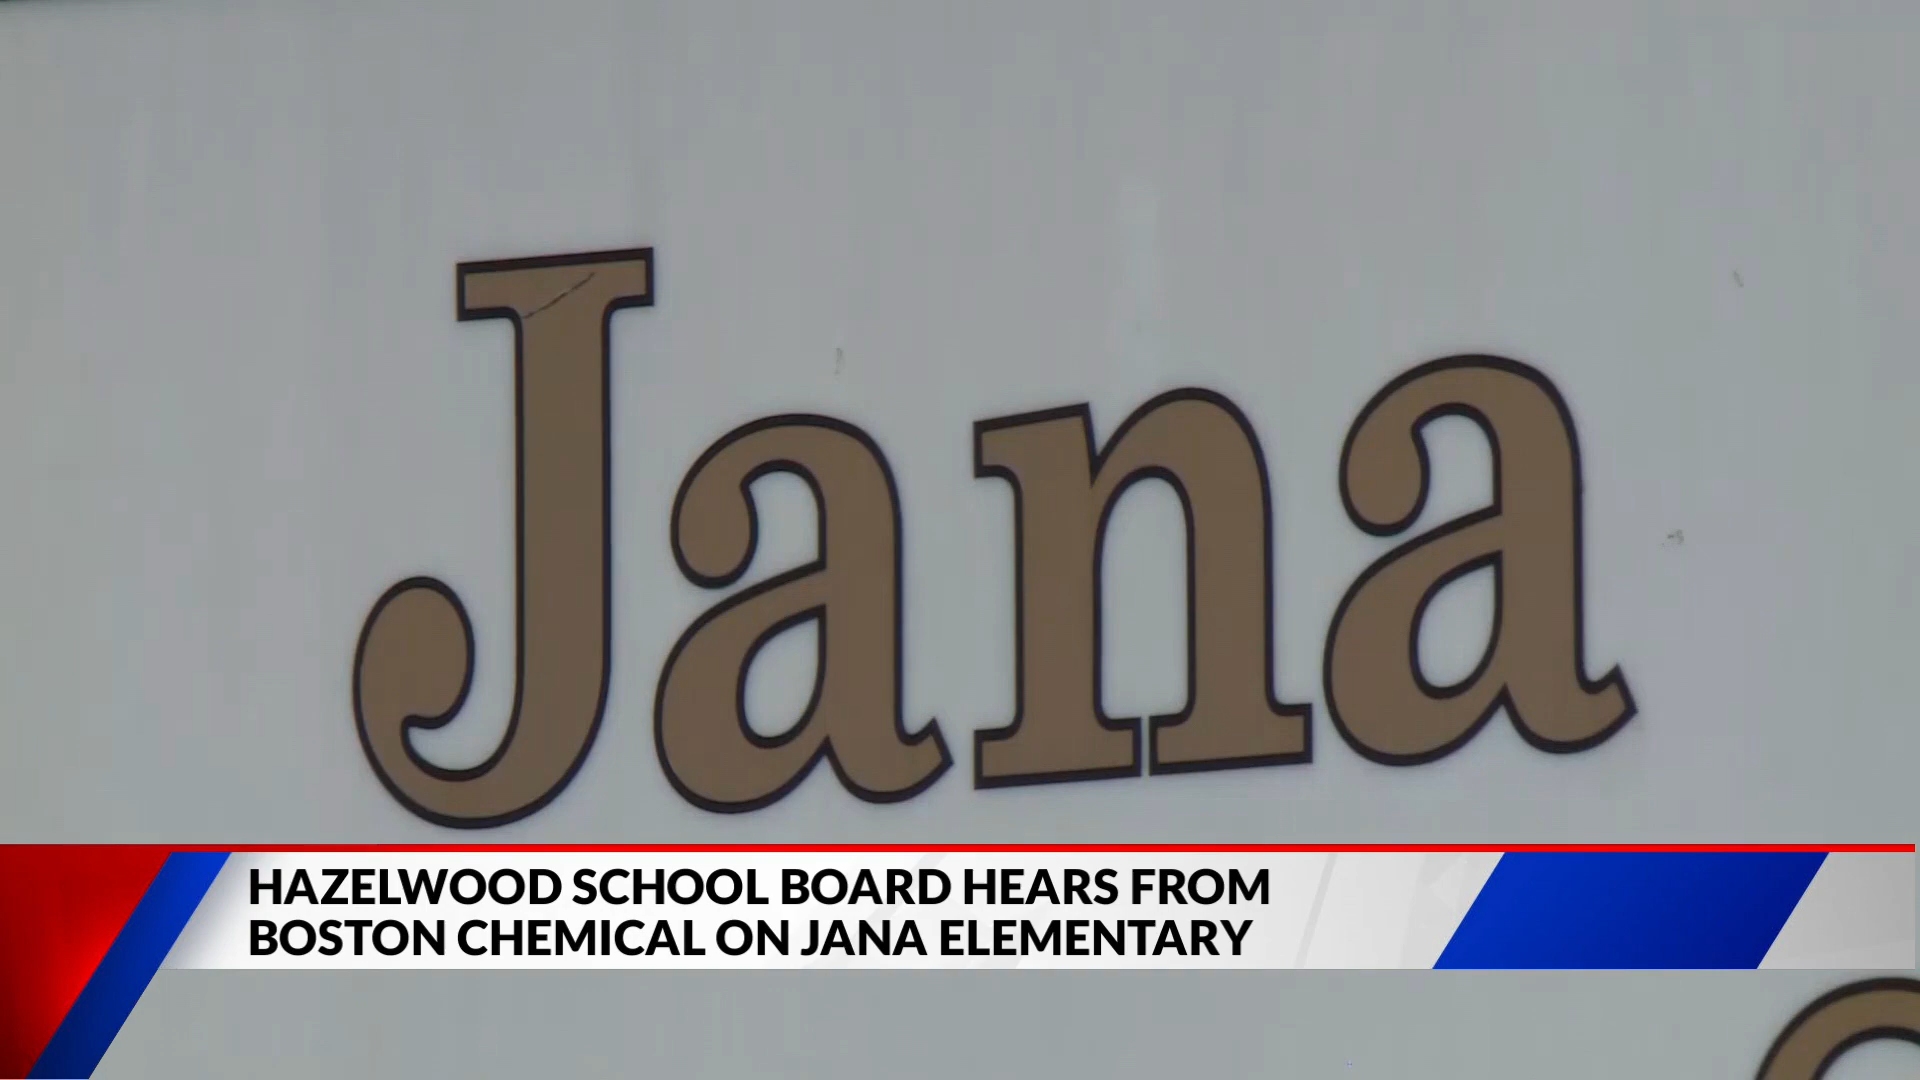 Jana
HAZELWOOD SCHOOL BOARD HEARS FROM
BOSTON CHEMICAL ON JANA ELEMENTARY